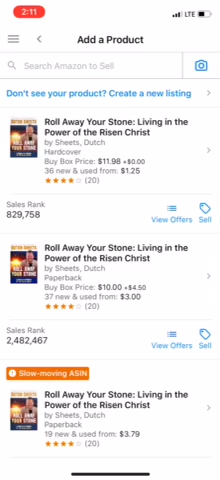 2:11
LTE
Add a Product
Search Amazon to Sell
Don't see your product? Create a new listing
Roll Away Your Stone: Living in the
Power of the Risen Christ
by Sheets, Dutch
Hardcover
Buy Box Price: $11.98 +$0.00
36 new & used from: $1.25
(20)
Sales Rank
829,758
View Offers
Sell
Roll Away Your Stone: Living in the
Power of the Risen Christ
by Sheets, Dutch
Paperback
Buy Box Price: $10.00 +$4.50
37 new & used from: $3.00
(20)
Sales Rank
2,482,467
View Offers
Sell
Slow-moving ASIN
Roll Away Your Stone: Living in the
Power of the Risen Christ
by Sheets, Dutch
Paperback
19 new & used from: $3.79
(20)